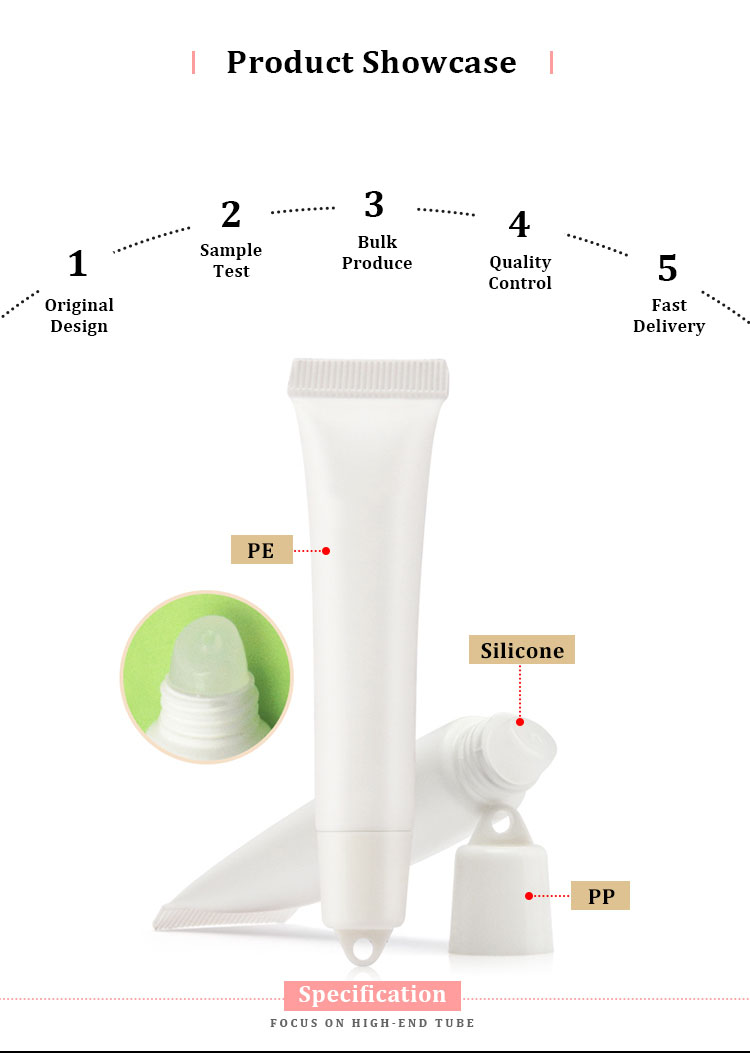 Product Showcase
1
Original
Design
2
Sample
Test
3
Bulk
Produce
4
Quality
Control
5
Fast
Delivery
PE
Silicone
PP
Specification
FOCUS ON HIGH-END TUBE